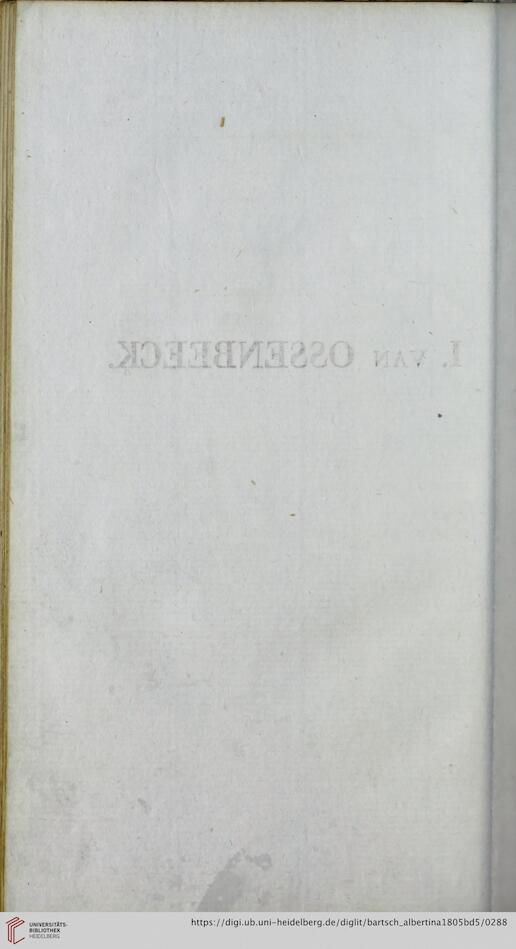 I. VAN OSSENBEECK.
UNIVERSITÄTS-
BIBLIOTHEK
HEIDELBERG
https://digi.ub.uni-heidelberg.de/diglit/bartsch_albertina1805bd5/0288